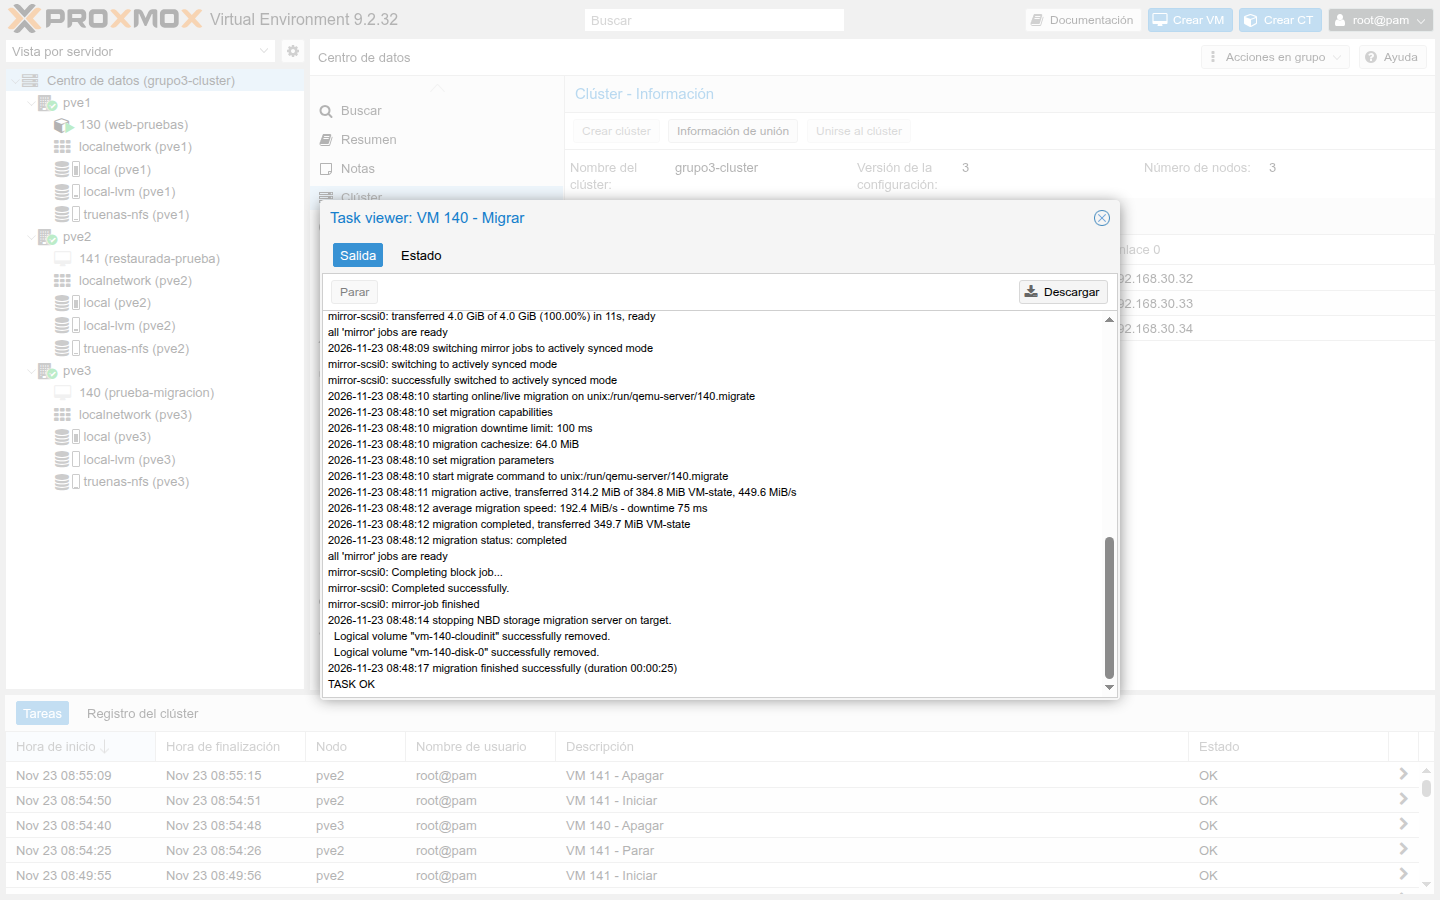 PROXMOX Virtual Environment 9.2.32
Buscar
Documentación
Crear VM
Crear CT
root@pam
Vista por servidor
Centro de datos
Acciones en grupo
Ayuda
Centro de datos (grupo3-cluster)
pve1
130 (web-pruebas)
localnetwork (pve1)
local (pve1)
local-lvm (pve1)
truenas-nfs (pve1)
pve2
141 (restaurada-prueba)
localnetwork (pve2)
local (pve2)
local-lvm (pve2)
truenas-nfs (pve2)
pve3
140 (prueba-migracion)
localnetwork (pve3)
local (pve3)
local-lvm (pve3)
truenas-nfs (pve3)
Buscar
Resumen
Notas
Clúster
Clúster - Información
Crear clúster
Información de unión
Unirse al clúster
Nombre del clúster:
grupo3-cluster
Versión de la configuración:
3
Número de nodos:
3
nlace 0
92.168.30.32
92.168.30.33
92.168.30.34
Task viewer: VM 140 - Migrar
Salida
Estado
Parar
Descargar
mirror-scsi0: transferred 4.0 GiB of 4.0 GiB (100.00%) in 11s, ready
all 'mirror' jobs are ready
2026-11-23 08:48:09 switching mirror jobs to actively synced mode
mirror-scsi0: switching to actively synced mode
mirror-scsi0: successfully switched to actively synced mode
2026-11-23 08:48:10 starting online/live migration on unix:/run/qemu-server/140.migrate
2026-11-23 08:48:10 set migration capabilities
2026-11-23 08:48:10 migration downtime limit: 100 ms
2026-11-23 08:48:10 migration cachesize: 64.0 MiB
2026-11-23 08:48:10 set migration parameters
2026-11-23 08:48:10 start migrate command to unix:/run/qemu-server/140.migrate
2026-11-23 08:48:11 migration active, transferred 314.2 MiB of 384.8 MiB VM-state, 449.6 MiB/s
2026-11-23 08:48:12 average migration speed: 192.4 MiB/s - downtime 75 ms
2026-11-23 08:48:12 migration completed, transferred 349.7 MiB VM-state
2026-11-23 08:48:12 migration status: completed
all 'mirror' jobs are ready
mirror-scsi0: Completing block job...
mirror-scsi0: Completed successfully.
mirror-scsi0: mirror-job finished
2026-11-23 08:48:14 stopping NBD storage migration server on target.
Logical volume "vm-140-cloudinit" successfully removed.
Logical volume "vm-140-disk-0" successfully removed.
2026-11-23 08:48:17 migration finished successfully (duration 00:00:25)
TASK OK
Tareas
Registro del clúster
Hora de inicio Hora de finalización Nodo Nombre de usuario Descripción Estado
Nov 23 08:55:09 Nov 23 08:55:15 pve2 root@pam VM 141 - Apagar OK
Nov 23 08:54:50 Nov 23 08:54:51 pve2 root@pam VM 141 - Iniciar OK
Nov 23 08:54:40 Nov 23 08:54:48 pve3 root@pam VM 140 - Apagar OK
Nov 23 08:54:25 Nov 23 08:54:26 pve2 root@pam VM 141 - Parar OK
Nov 23 08:49:55 Nov 23 08:49:56 pve2 root@pam VM 141 - Iniciar OK